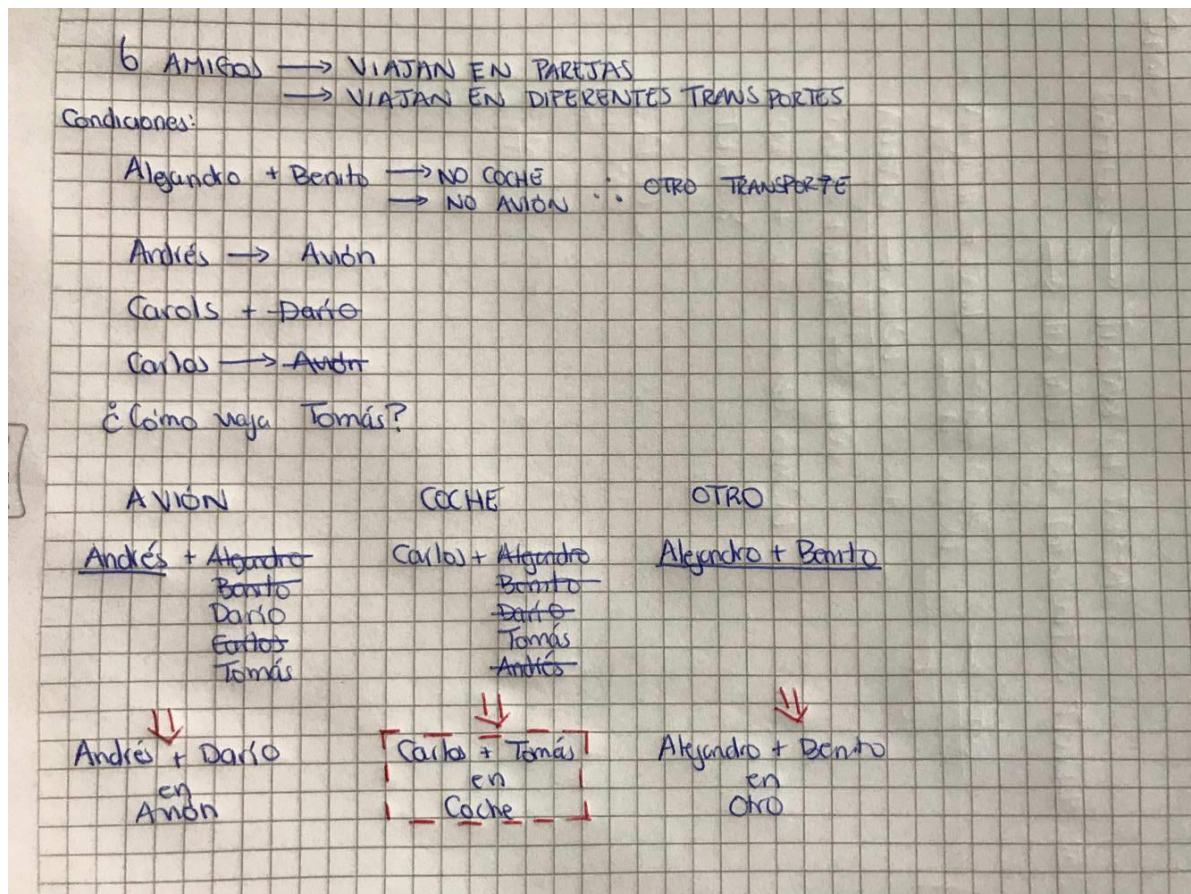 6 AMIGOS → VIAJAN EN PAREJAS
→ VIAJAN EN DIFERENTES TRANSPORTES
Condiciones:
Alejandro + Benito → NO COCHE
→ NO AVIÓN ∴ OTRO TRANSPORTE
Andrés → Avión
Carols + Darío
Carlos → Avión
¿Cómo viaja Tomás?
AVIÓN COCHE OTRO
Andrés + Alejandro Carlos + Alejandro Alejandro + Benito
Benito Benito
Darío Darío
Carlos Tomás
Tomás Andrés
Andrés + Darío Carlos + Tomás Alejandro + Benito
en en en
Avión Coche Otro